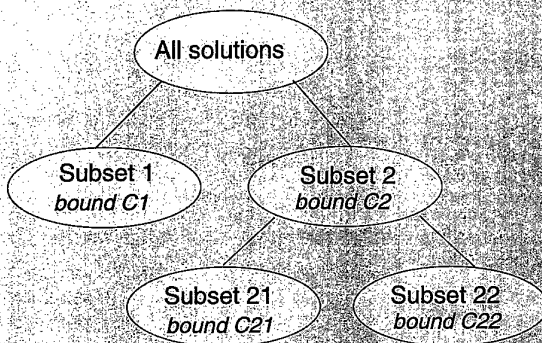 All solutions
Subset 1
bound C1
Subset 2
bound C2
Subset 21
bound C21
Subset 22
bound C22